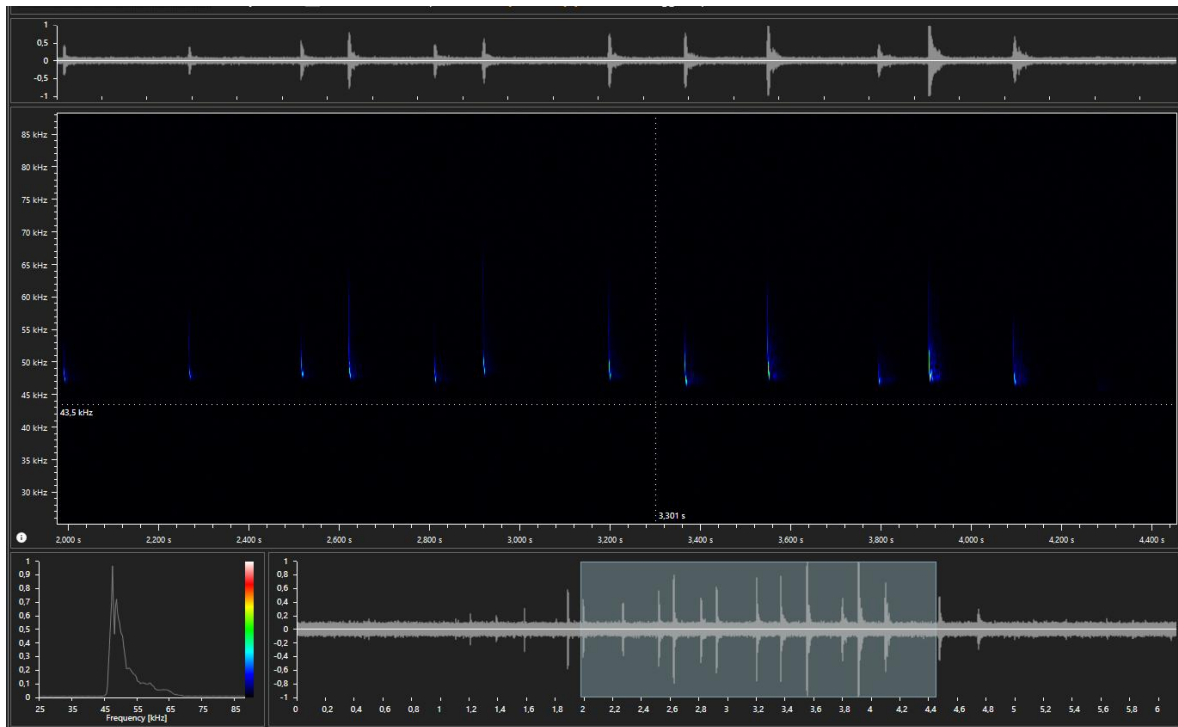 1
0,5
0
-0,5
-1
85 kHz
80 kHz
75 kHz
70 kHz
65 kHz
60 kHz
55 kHz
50 kHz
45 kHz
43,5 kHz
40 kHz
35 kHz
30 kHz
3,301 s
2,000 s 2,200 s 2,400 s 2,600 s 2,800 s 3,000 s 3,200 s 3,400 s 3,600 s 3,800 s 4,000 s 4,200 s 4,400 s
1
0,9
0,8
0,7
0,6
0,5
0,4
0,3
0,2
0,1
0
25 35 45 55 65 75 85
Frequency [kHz]
1
0,8
0,6
0,4
0,2
0
-0,2
-0,4
-0,6
-0,8
-1
0 0,2 0,4 0,6 0,8 1 1,2 1,4 1,6 1,8 2 2,2 2,4 2,6 2,8 3 3,2 3,4 3,6 3,8 4 4,2 4,4 4,6 4,8 5 5,2 5,4 5,6 5,8 6